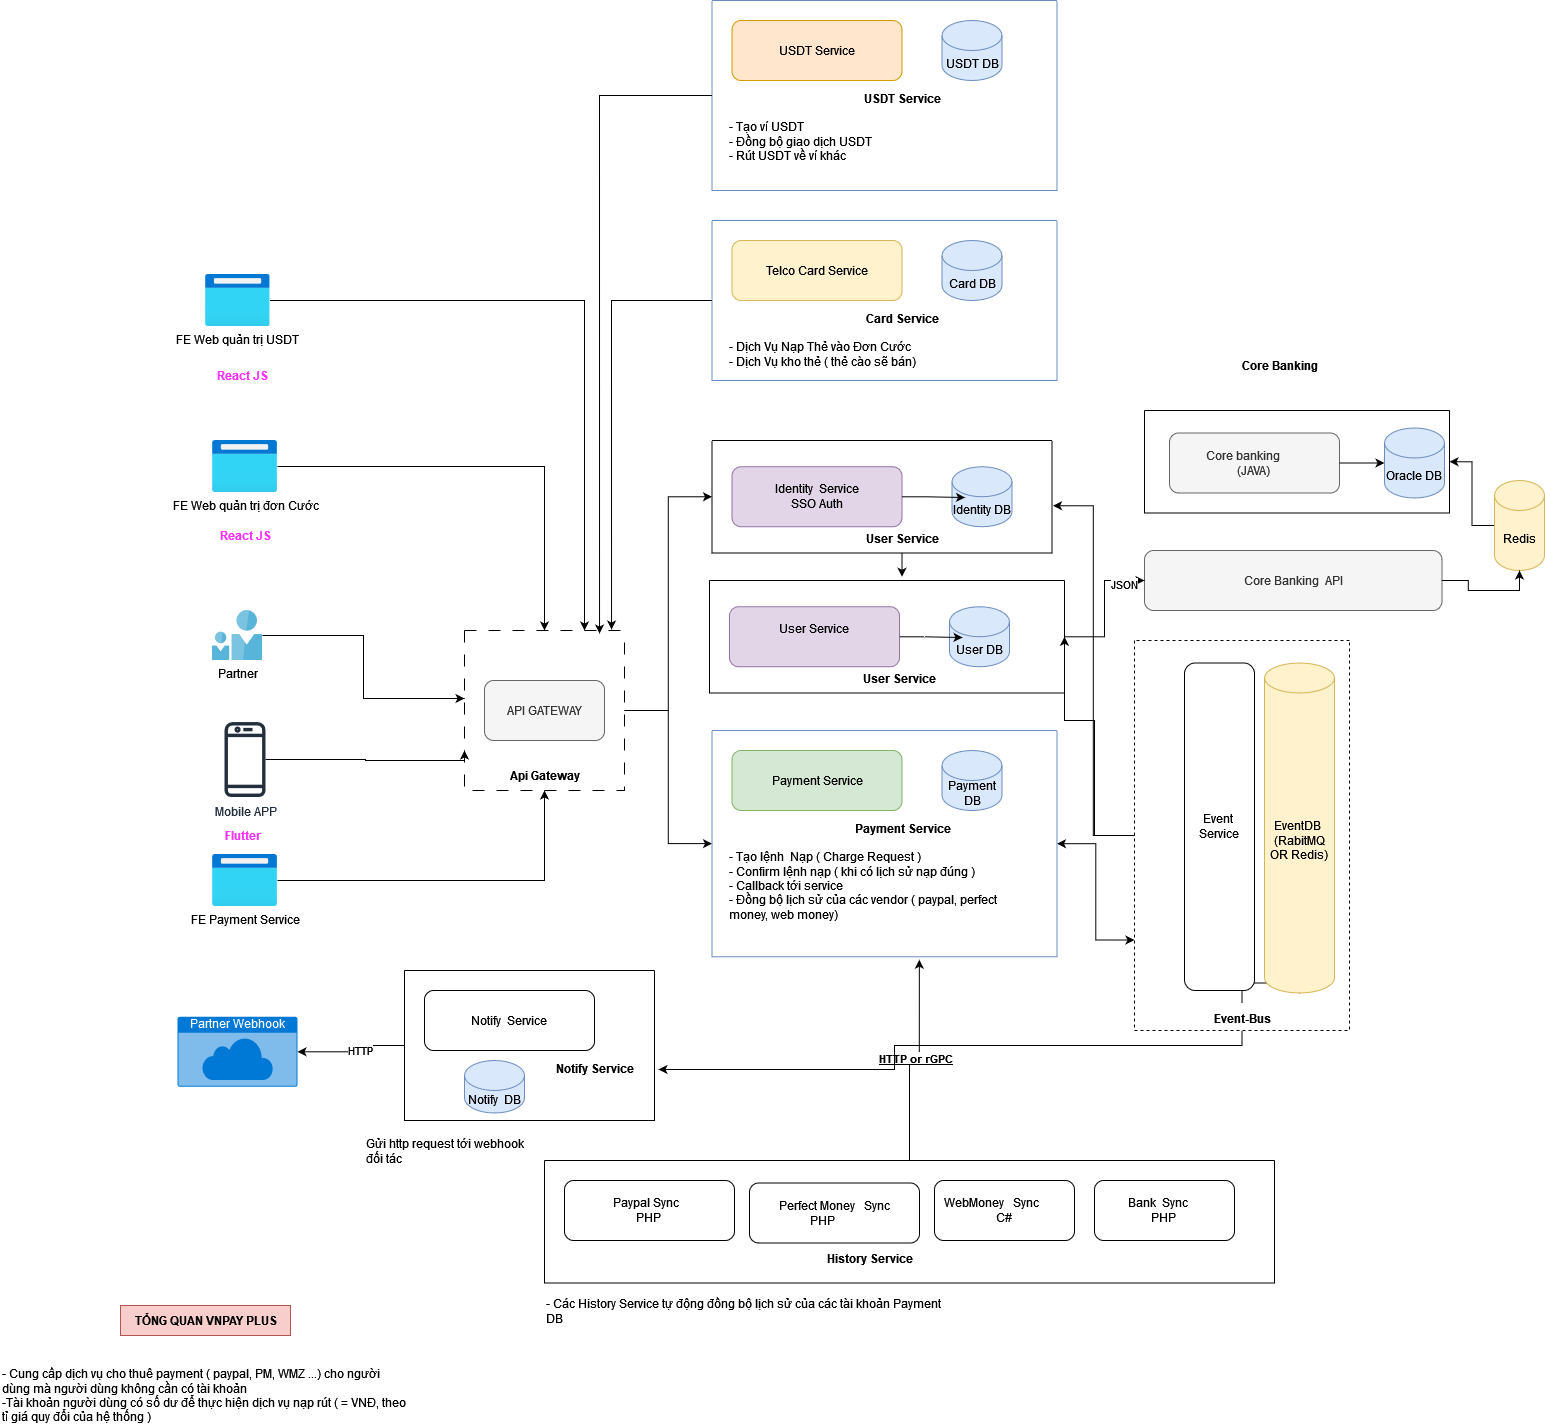 USDT Service
USDT DB
USDT Service
- Tạo ví USDT
- Đồng bộ giao dịch USDT
- Rút USDT về ví khác
Telco Card Service
Card DB
Card Service
- Dịch Vụ Nạp Thẻ vào Đơn Cước
- Dịch Vụ kho thẻ ( thẻ cào sẽ bán)
FE Web quản trị USDT
React JS
FE Web quản trị đơn Cước
React JS
Partner
Mobile APP
Flutter
FE Payment Service
API GATEWAY
Api Gateway
Identity Service
SSO Auth
Identity DB
User Service
User Service
User DB
User Service
Payment Service
Payment
DB
Payment Service
- Tạo lệnh Nạp ( Charge Request )
- Confirm lệnh nạp ( khi có lịch sử nạp đúng )
- Callback tới service
- Đồng bộ lịch sử của các vendor ( paypal, perfect
money, web money)
Core Banking
Core banking
(JAVA)
Oracle DB
Redis
JSON
Core Banking API
Event
Service
EventDB
(RabitMQ
OR Redis)
Event-Bus
Partner Webhook
HTTP
Notify Service
Notify Service
Notify DB
Gửi http request tới webhook
đối tác
HTTP or rGPC
Paypal Sync
PHP
Perfect Money Sync
PHP
WebMoney Sync
C#
Bank Sync
PHP
History Service
- Các History Service tự động đồng bộ lịch sử của các tài khoản Payment
DB
TỔNG QUAN VNPAY PLUS
- Cung cấp dịch vụ cho thuê payment ( paypal, PM, WMZ ...) cho người
dùng mà người dùng không cần có tài khoản
-Tài khoản người dùng có số dư để thực hiện dịch vụ nạp rút ( = VNĐ, theo
tỉ giá quy đổi của hệ thống )